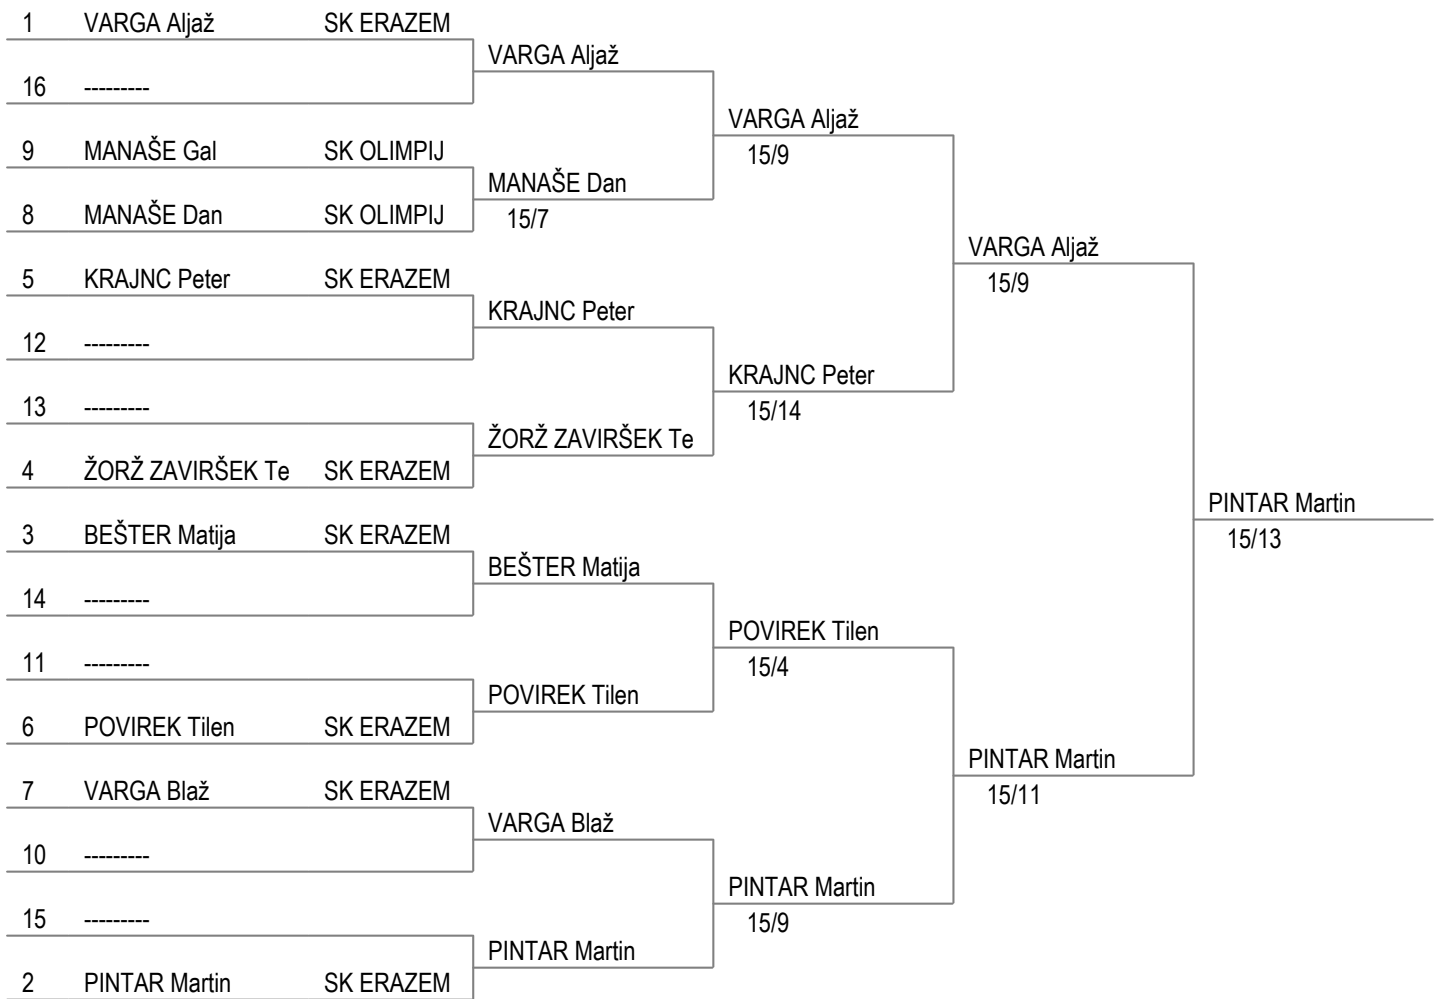 1 VARGA Aljaž SK ERAZEM
VARGA Aljaž
16 ---------
VARGA Aljaž
15/9
9 MANAŠE Gal SK OLIMPIJ
MANAŠE Dan
15/7
8 MANAŠE Dan SK OLIMPIJ
VARGA Aljaž
15/9
5 KRAJNC Peter SK ERAZEM
KRAJNC Peter
12 ---------
KRAJNC Peter
15/14
13 ---------
ŽORŽ ZAVIRŠEK Te
4 ŽORŽ ZAVIRŠEK Te SK ERAZEM
PINTAR Martin
15/13
3 BEŠTER Matija SK ERAZEM
BEŠTER Matija
14 ---------
POVIREK Tilen
15/4
11 ---------
POVIREK Tilen
6 POVIREK Tilen SK ERAZEM
PINTAR Martin
15/11
7 VARGA Blaž SK ERAZEM
VARGA Blaž
10 ---------
PINTAR Martin
15/9
15 ---------
PINTAR Martin
2 PINTAR Martin SK ERAZEM